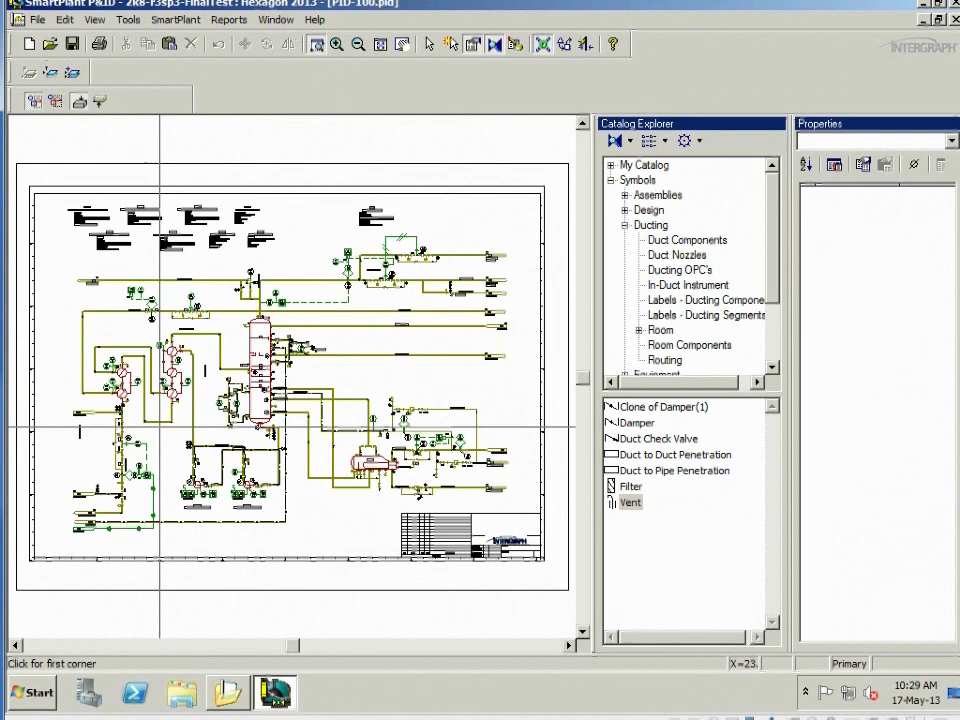 SmartPlant P&ID - 2k8-r3sp3-FinalTest : Hexagon 2013 - [PID-100.pid]
File Edit View Tools SmartPlant Reports Window Help
INTERGRAPH
Catalog Explorer
Properties
My Catalog
Symbols
Assemblies
Design
Ducting
Duct Components
Duct Nozzles
Ducting OPC's
In-Duct Instrument
Labels - Ducting Compone
Labels - Ducting Segments
Room
Room Components
Routing
Clone of Damper(1)
Damper
Duct Check Valve
Duct to Duct Penetration
Duct to Pipe Penetration
Filter
Vent
INTERGRAPH
Click for first corner
X=23.
Primary
Start
10:29 AM
17-May-13